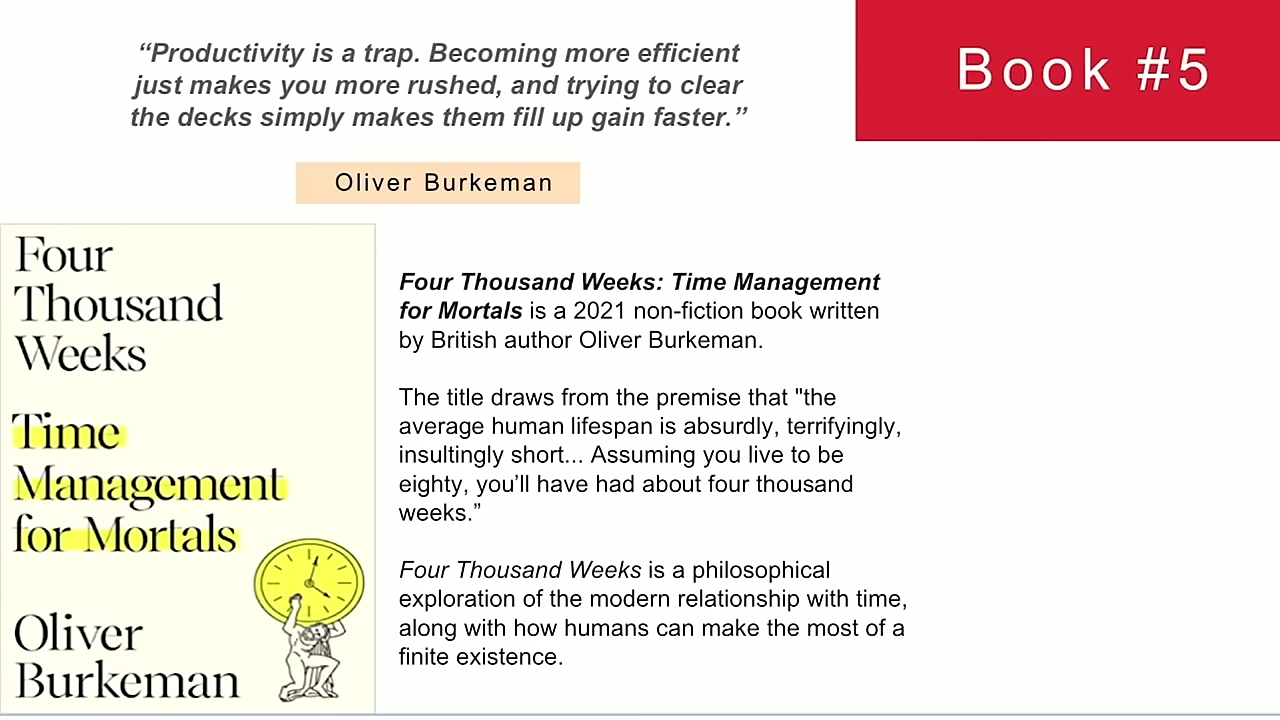 “Productivity is a trap. Becoming more efficient
just makes you more rushed, and trying to clear
the decks simply makes them fill up gain faster.”
Book #5
Oliver Burkeman
Four
Thousand
Weeks
Time
Management
for Mortals
Oliver
Burkeman
Four Thousand Weeks: Time Management
for Mortals is a 2021 non-fiction book written
by British author Oliver Burkeman.
The title draws from the premise that "the
average human lifespan is absurdly, terrifyingly,
insultingly short... Assuming you live to be
eighty, you’ll have had about four thousand
weeks.”
Four Thousand Weeks is a philosophical
exploration of the modern relationship with time,
along with how humans can make the most of a
finite existence.